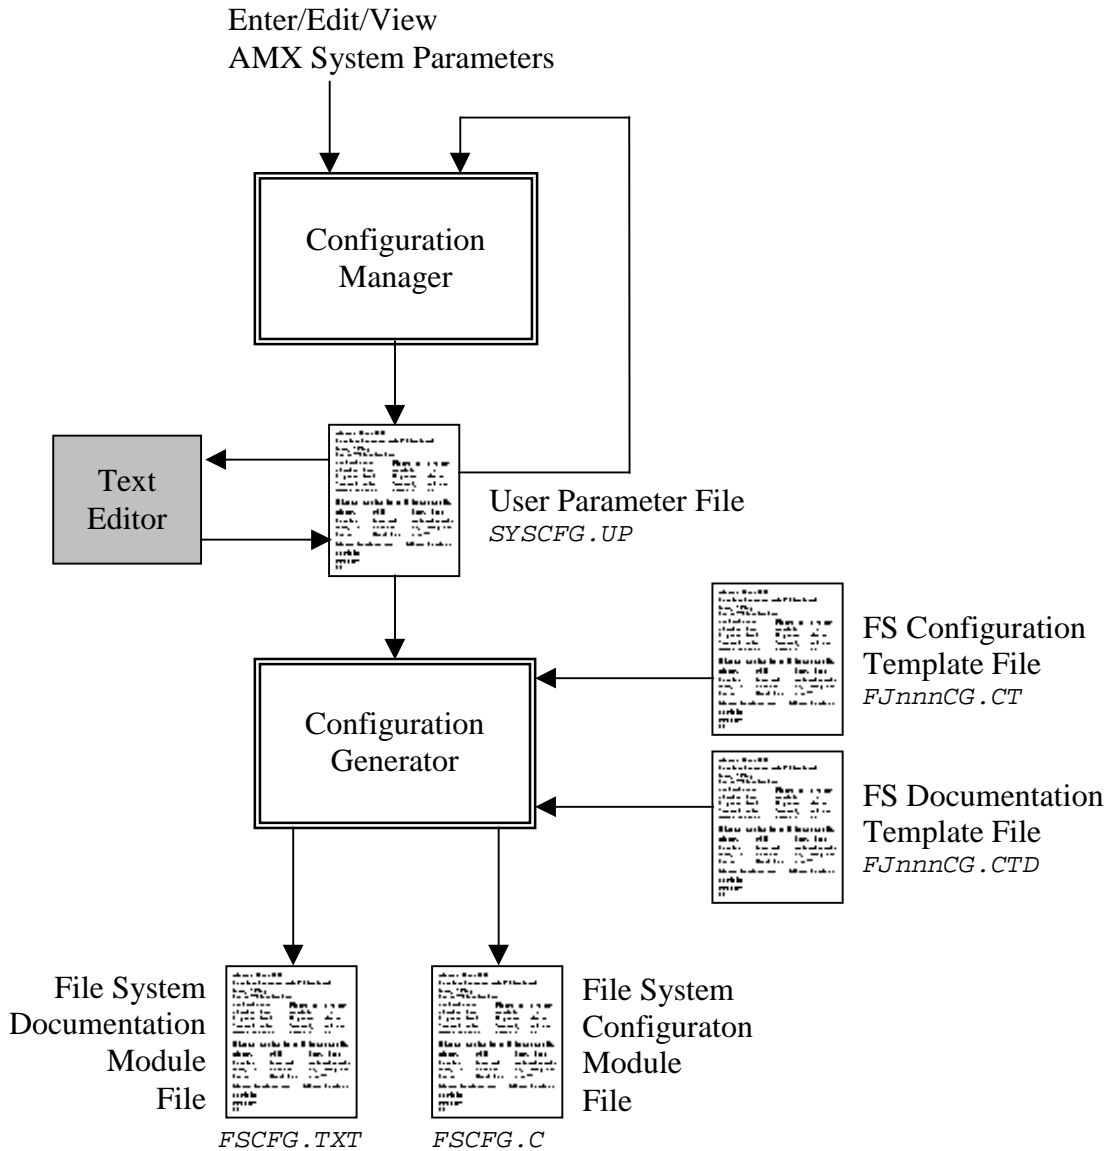 Enter/Edit/View
AMX System Parameters
Configuration
Manager
Text
Editor
User Parameter File
SYSCFG.UP
FS Configuration
Template File
FJnnnCG.CT
Configuration
Generator
FS Documentation
Template File
FJnnnCG.CTD
File System
Documentation
Module
File
FSCFG.TXT
File System
Configuraton
Module
File
FSCFG.C